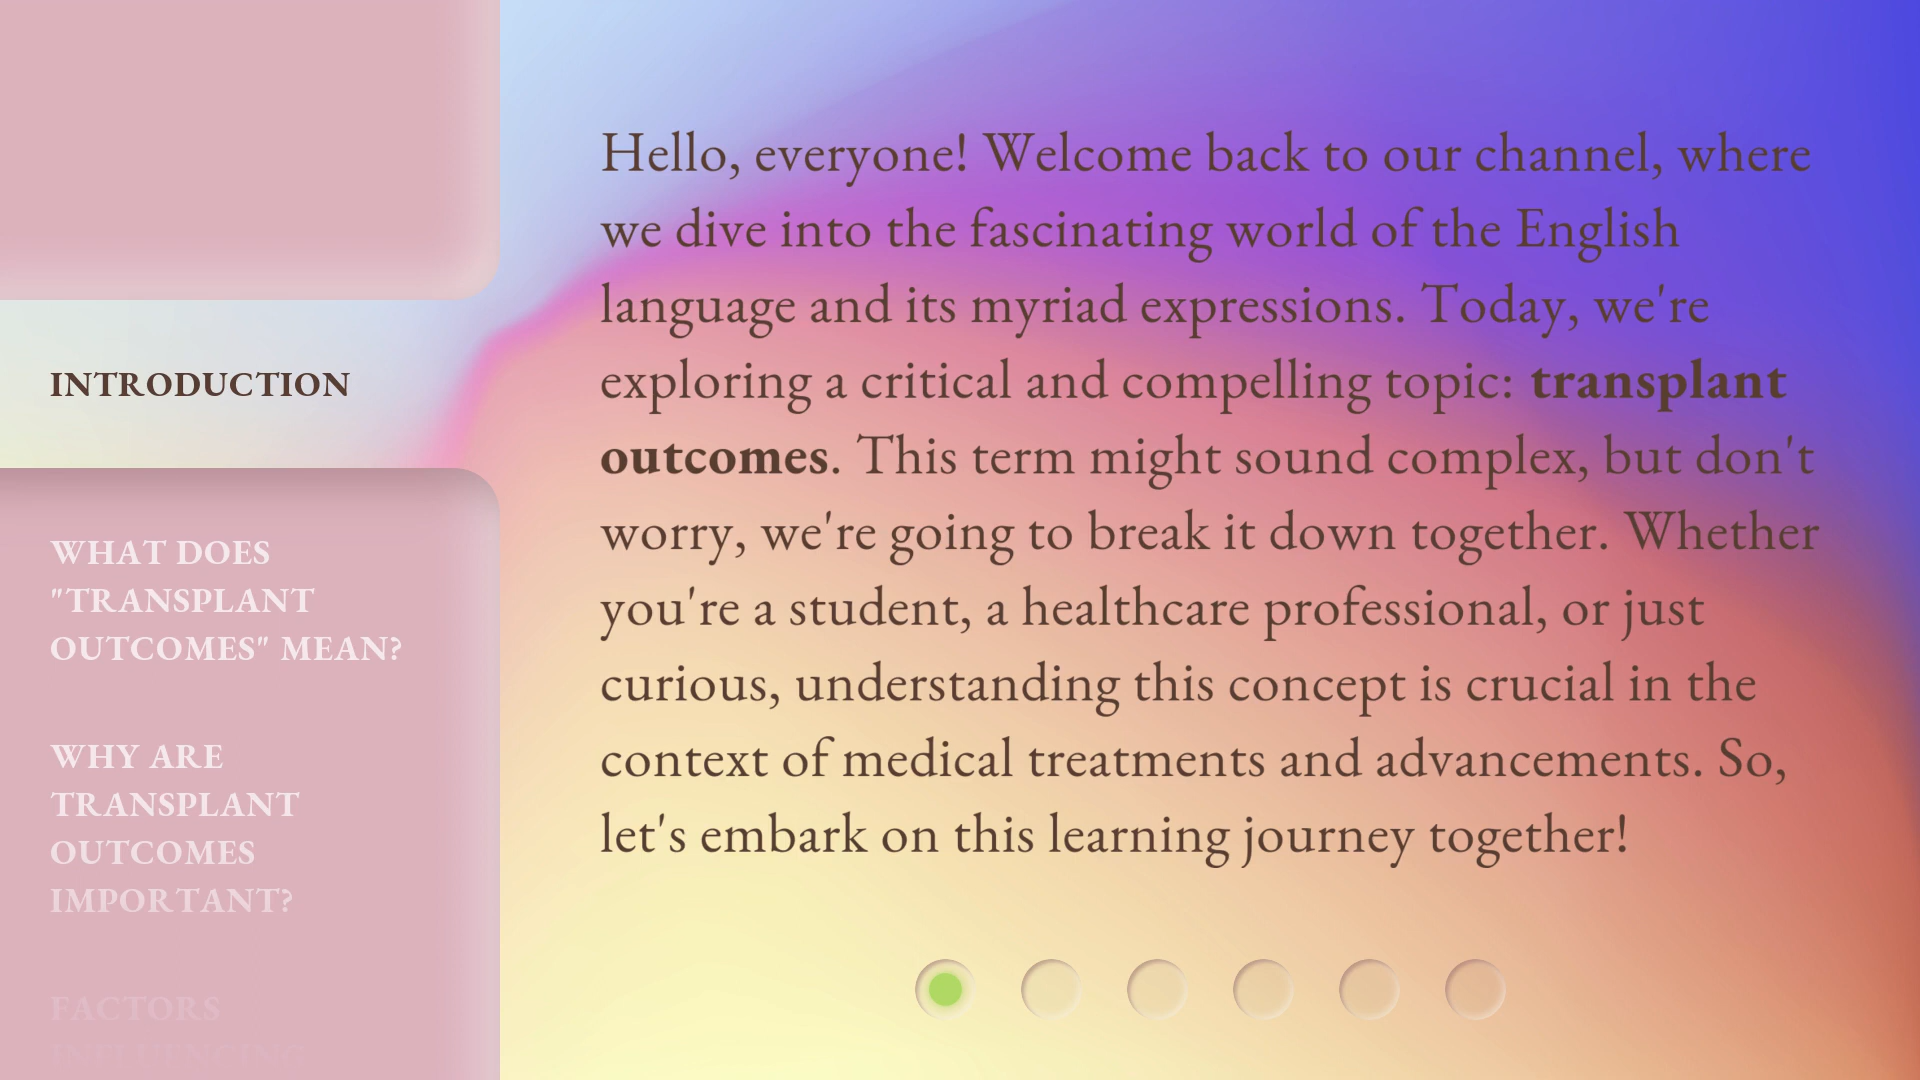 INTRODUCTION
WHAT DOES
"TRANSPLANT
OUTCOMES" MEAN?
WHY ARE
TRANSPLANT
OUTCOMES
IMPORTANT?
FACTORS
INFLUENCING
Hello, everyone! Welcome back to our channel, where
we dive into the fascinating world of the English
language and its myriad expressions. Today, we're
exploring a critical and compelling topic: transplant
outcomes. This term might sound complex, but don't
worry, we're going to break it down together. Whether
you're a student, a healthcare professional, or just
curious, understanding this concept is crucial in the
context of medical treatments and advancements. So,
let's embark on this learning journey together!